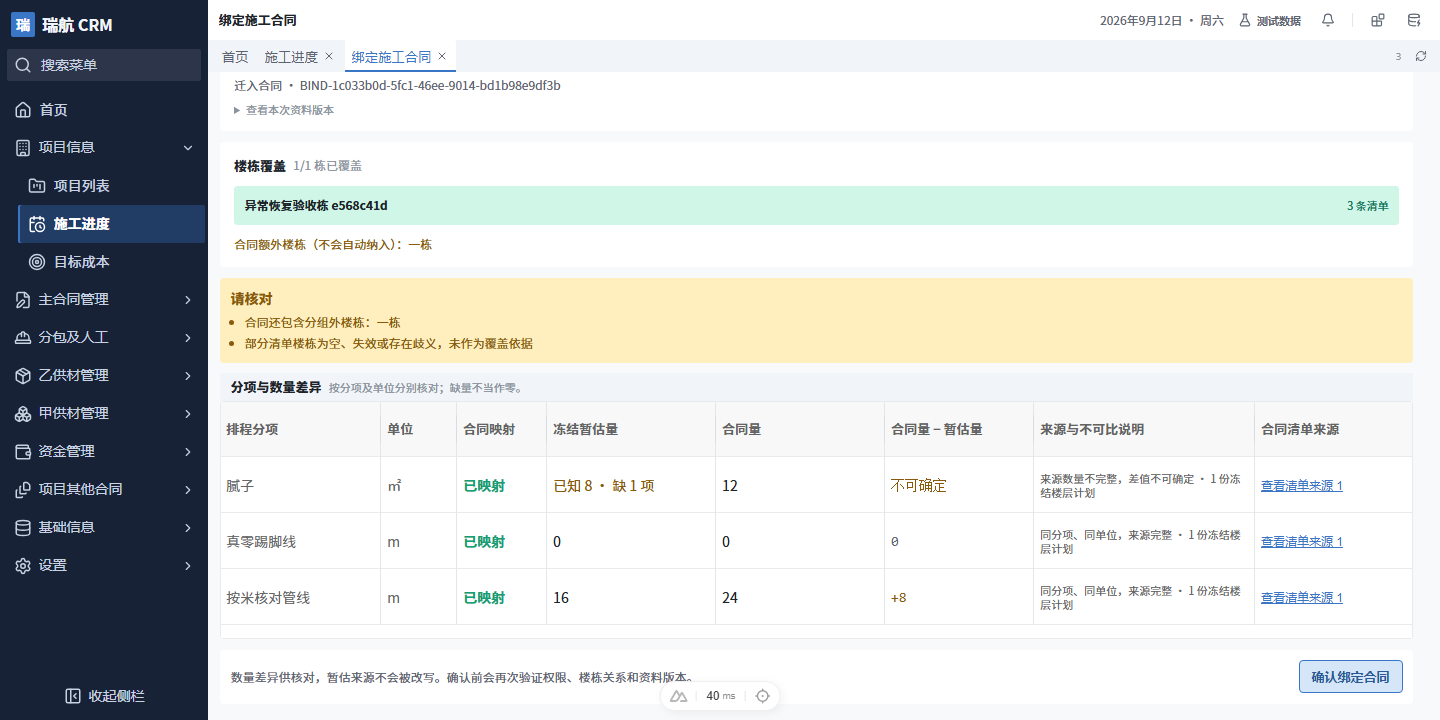 瑞 瑞航 CRM
搜索菜单
首页
项目信息
项目列表
施工进度
目标成本
主合同管理
分包及人工
乙供材管理
甲供材管理
资金管理
项目其他合同
基础信息
设置
收起侧栏
绑定施工合同
2026年9月12日 • 周六 测试数据
首页 施工进度 × 绑定施工合同 × 3
迁入合同 • BIND-1c033b0d-5fc1-46ee-9014-bd1b98e9df3b
▶ 查看本次资料版本
楼栋覆盖 1/1 栋已覆盖
异常恢复验收栋 e568c41d 3 条清单
合同额外楼栋（不会自动纳入）：一栋
请核对
• 合同还包含分组外楼栋：一栋
• 部分清单楼栋为空、失效或存在歧义，未作为覆盖依据
分项与数量差异 按分项及单位分别核对；缺量不当作零。
排程分项 单位 合同映射 冻结暂估量 合同量 合同量 − 暂估量 来源与不可比说明 合同清单来源
腻子 ㎡ 已映射 已知 8 • 缺 1 项 12 不可确定 来源数量不完整，差值不可确定 • 1 份冻
结楼层计划 查看清单来源 1
真零踢脚线 m 已映射 0 0 0 同分项、同单位，来源完整 • 1 份冻结楼
层计划 查看清单来源 1
按米核对管线 m 已映射 16 24 +8 同分项、同单位，来源完整 • 1 份冻结楼
层计划 查看清单来源 1
数量差异供核对，暂估来源不会被改写。确认前会再次验证权限、楼栋关系和资料版本。
确认绑定合同
40 ms